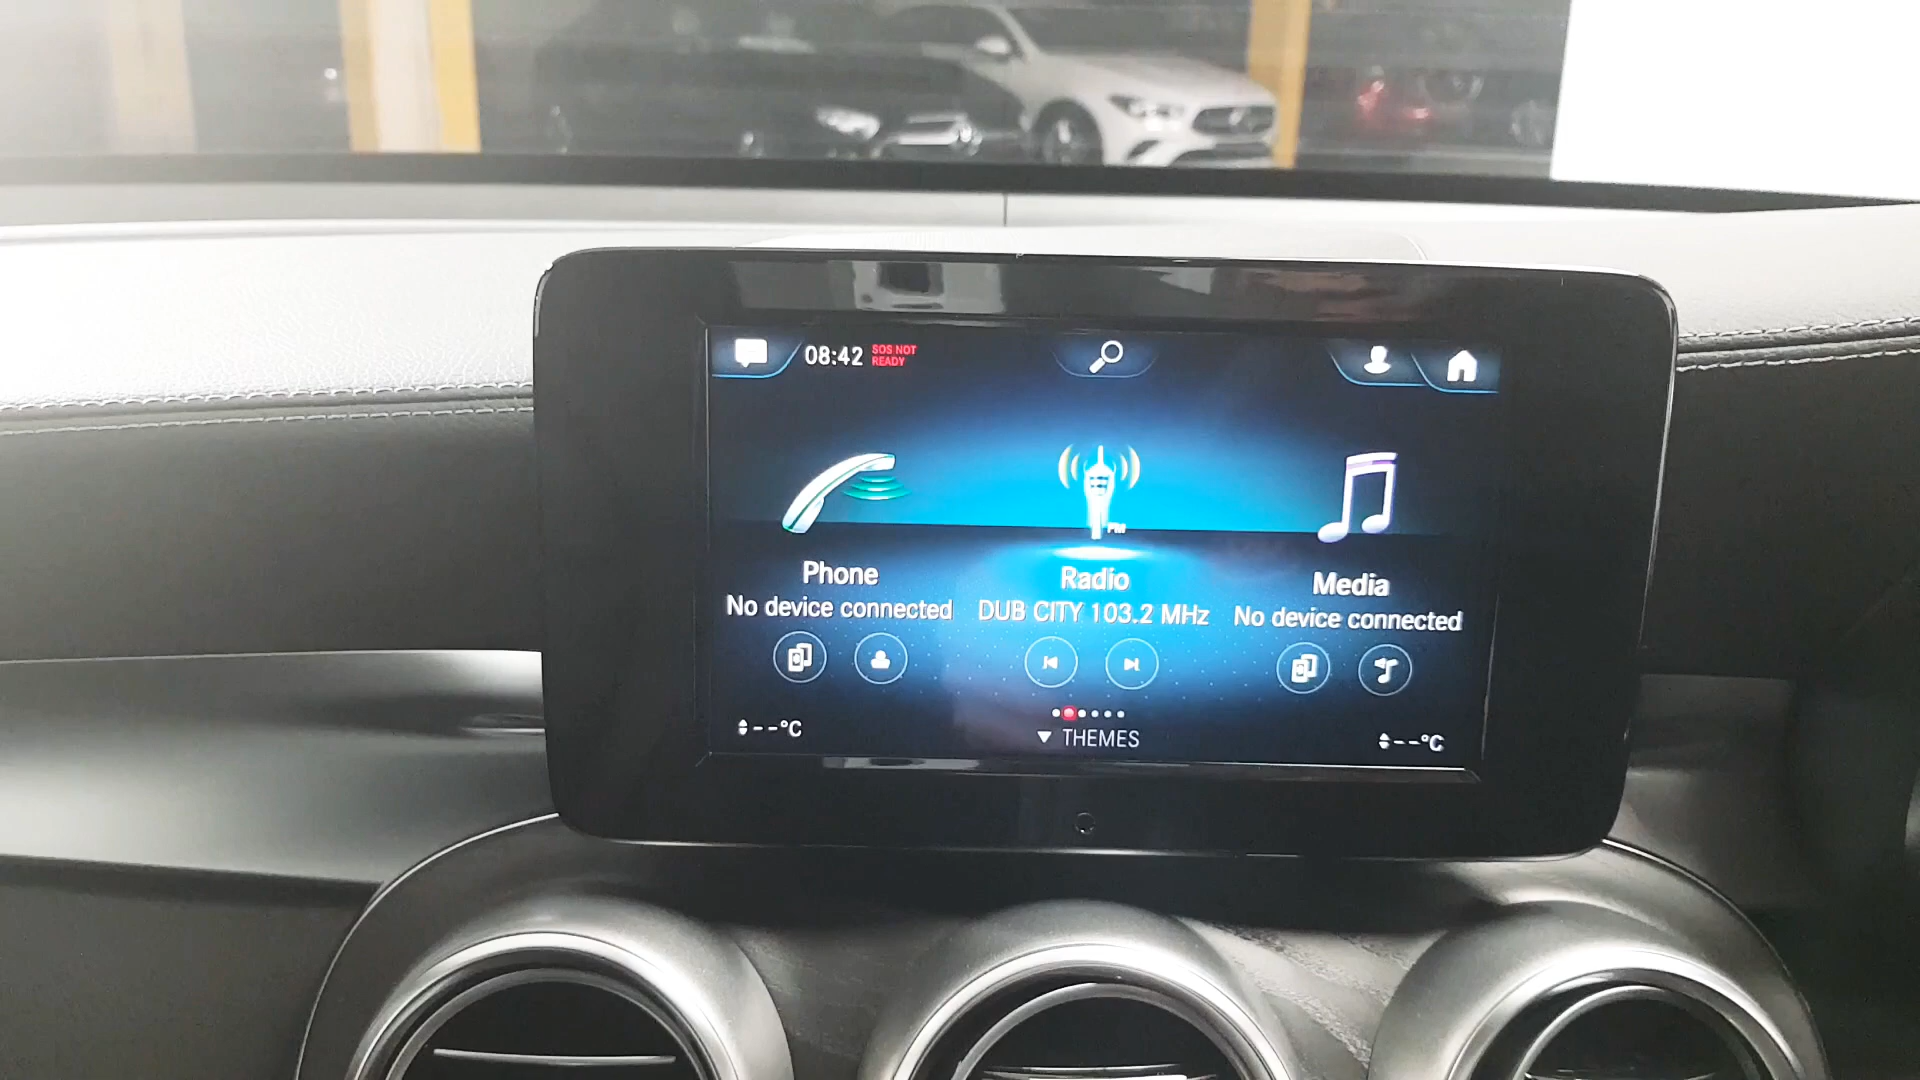 08:42
SOS NOT
READY
FM
Phone
No device connected
Radio
DUB CITY 103.2 MHz
Media
No device connected
--°C
THEMES
--°C